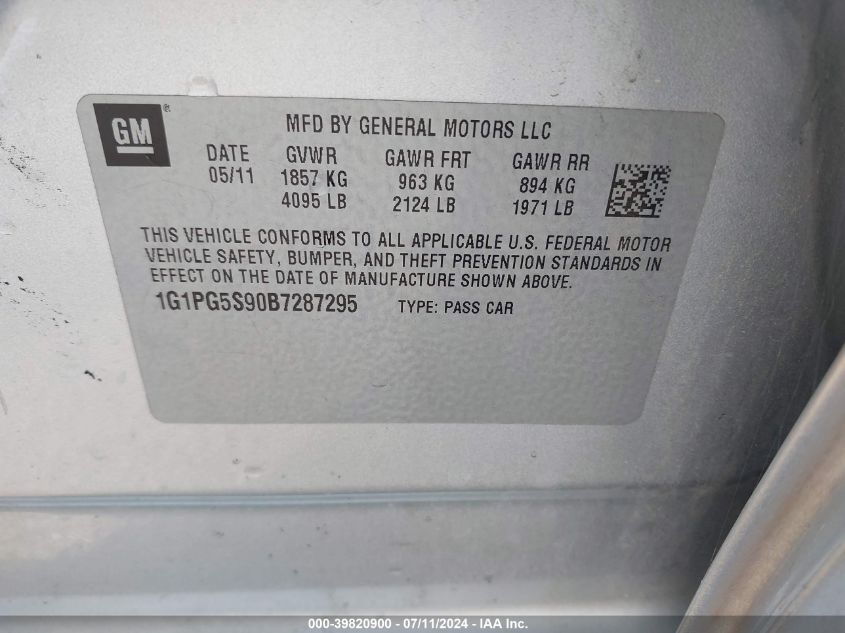 GM ®
MFD BY GENERAL MOTORS LLC
DATE GVWR GAWR FRT GAWR RR
05/11 1857 KG 963 KG 894 KG
4095 LB 2124 LB 1971 LB
THIS VEHICLE CONFORMS TO ALL APPLICABLE U.S. FEDERAL MOTOR
VEHICLE SAFETY, BUMPER, AND THEFT PREVENTION STANDARDS IN
EFFECT ON THE DATE OF MANUFACTURE SHOWN ABOVE.
1G1PG5S90B7287295 TYPE: PASS CAR
000-39820900 - 07/11/2024 - IAA Inc.